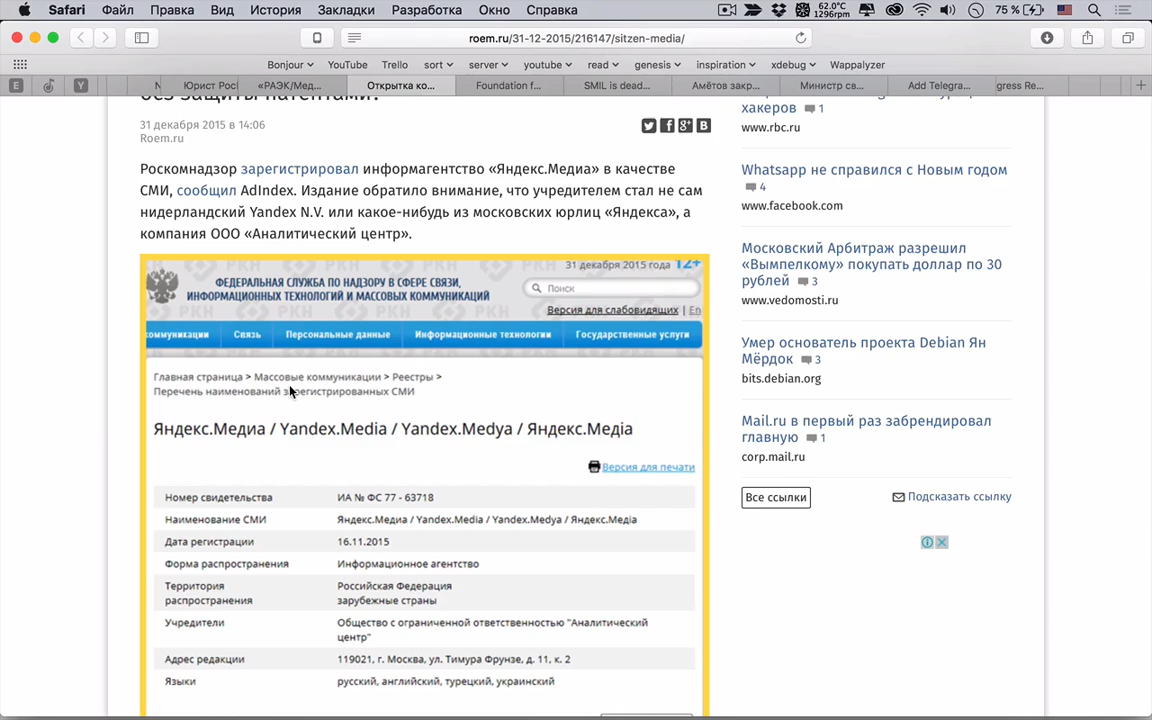 Safari Файл Правка Вид История Закладки Разработка Окно Справка 62.0°C 1296rpm 75 %
roem.ru/31-12-2015/216147/sitzen-media/
Bonjour YouTube Trello sort server youtube read genesis inspiration xdebug Wappalyzer
E Y Юрист Росі «РАЭК/Мед... Открытка ко... Foundation f... SMIL is dead... Амётов закр... Министр св... Add Telegra... gress Re...
без защиты патентами?
31 декабря 2015 в 14:06
Roem.ru
Роскомнадзор зарегистрировал информагентство «Яндекс.Медиа» в качестве
СМИ, сообщил AdIndex. Издание обратило внимание, что учредителем стал не сам
нидерландский Yandex N.V. или какое-нибудь из московских юрлиц «Яндекса», а
компания ООО «Аналитический центр».
31 декабря 2015 года 12+
ФЕДЕРАЛЬНАЯ СЛУЖБА ПО НАДЗОРУ В СФЕРЕ СВЯЗИ,
ИНФОРМАЦИОННЫХ ТЕХНОЛОГИЙ И МАССОВЫХ КОММУНИКАЦИЙ
Поиск
Версия для слабовидящих | En
коммуникации Связь Персональные данные Информационные технологии Государственные услуги
Главная страница > Массовые коммуникации > Реестры >
Перечень наименований зарегистрированных СМИ
Яндекс.Медиа / Yandex.Media / Yandex.Medya / Яндекс.Медіа
Версия для печати
Номер свидетельства ИА № ФС 77 - 63718
Наименование СМИ Яндекс.Медиа / Yandex.Media / Yandex.Medya / Яндекс.Медіа
Дата регистрации 16.11.2015
Форма распространения Информационное агентство
Территория Российская Федерация
распространения зарубежные страны
Учредители Общество с ограниченной ответственностью "Аналитический
центр"
Адрес редакции 119021, г. Москва, ул. Тимура Фрунзе, д. 11, к. 2
Языки русский, английский, турецкий, украинский
хакеров 1
www.rbc.ru
Whatsapp не справился с Новым годом
4
www.facebook.com
Московский Арбитраж разрешил
«Вымпелкому» покупать доллар по 30
рублей 3
www.vedomosti.ru
Умер основатель проекта Debian Ян
Мёрдок 3
bits.debian.org
Mail.ru в первый раз забрендировал
главную 1
corp.mail.ru
Все ссылки Подсказать ссылку